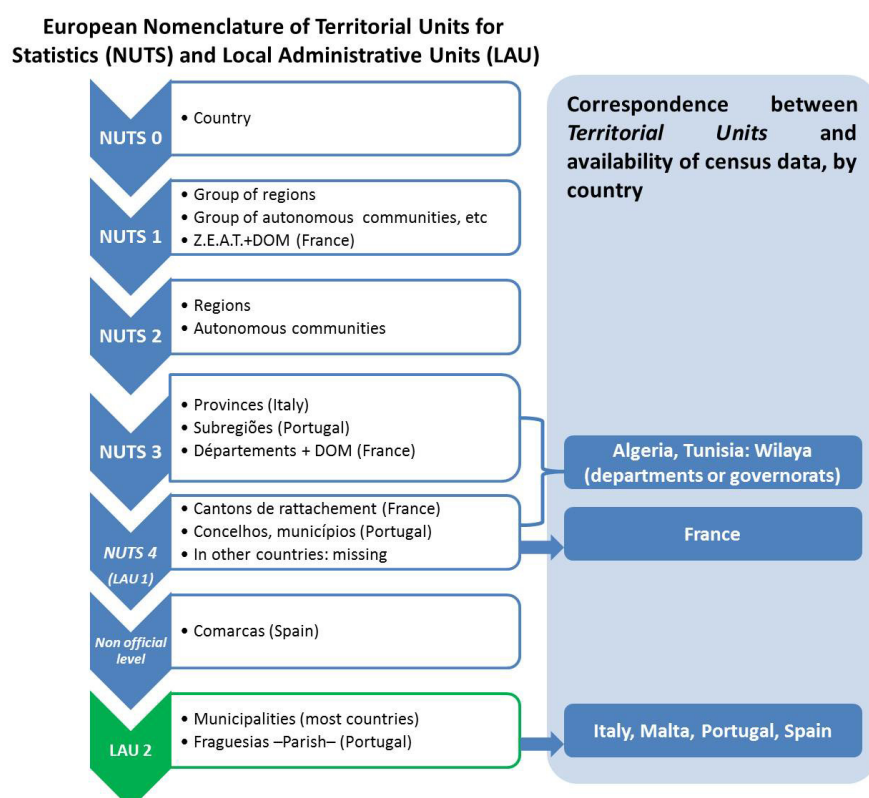 European Nomenclature of Territorial Units for
Statistics (NUTS) and Local Administrative Units (LAU)
NUTS 0
• Country
NUTS 1
• Group of regions
• Group of autonomous communities, etc
• Z.E.A.T.+DOM (France)
NUTS 2
• Regions
• Autonomous communities
NUTS 3
• Provinces (Italy)
• Subregiões (Portugal)
• Départements + DOM (France)
NUTS 4
(LAU 1)
• Cantons de rattachement (France)
• Concelhos, municípios (Portugal)
• In other countries: missing
Non official
level
• Comarcas (Spain)
LAU 2
• Municipalities (most countries)
• Fraguesias –Parish– (Portugal)
Correspondence between
Territorial Units and
availability of census data, by
country
Algeria, Tunisia: Wilaya
(departments or governorats)
France
Italy, Malta, Portugal, Spain